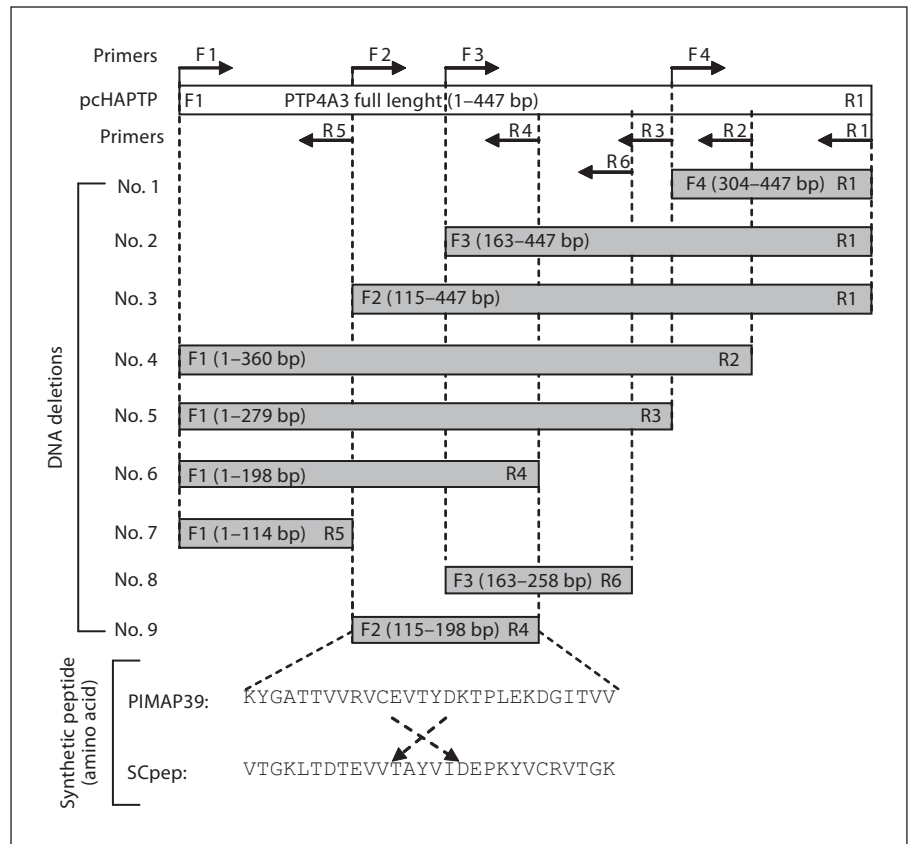 Primers F1 F2 F3 F4
pcHAPTP F1 PTP4A3 full lenght (1–447 bp) R1
Primers R5 R4 R3 R2 R1
R6
No. 1 F4 (304–447 bp) R1
No. 2 F3 (163–447 bp) R1
No. 3 F2 (115–447 bp) R1
No. 4 F1 (1–360 bp) R2
No. 5 F1 (1–279 bp) R3
No. 6 F1 (1–198 bp) R4
No. 7 F1 (1–114 bp) R5
No. 8 F3 (163–258 bp) R6
No. 9 F2 (115–198 bp) R4
DNA deletions
PIMAP39: KYGATTVVRVCEVTYDKTPLEKDGITVV
SCpep: VTGKLTDTEVVTAYVIDEPKYVCRVTGK
Synthetic peptide
(amino acid)